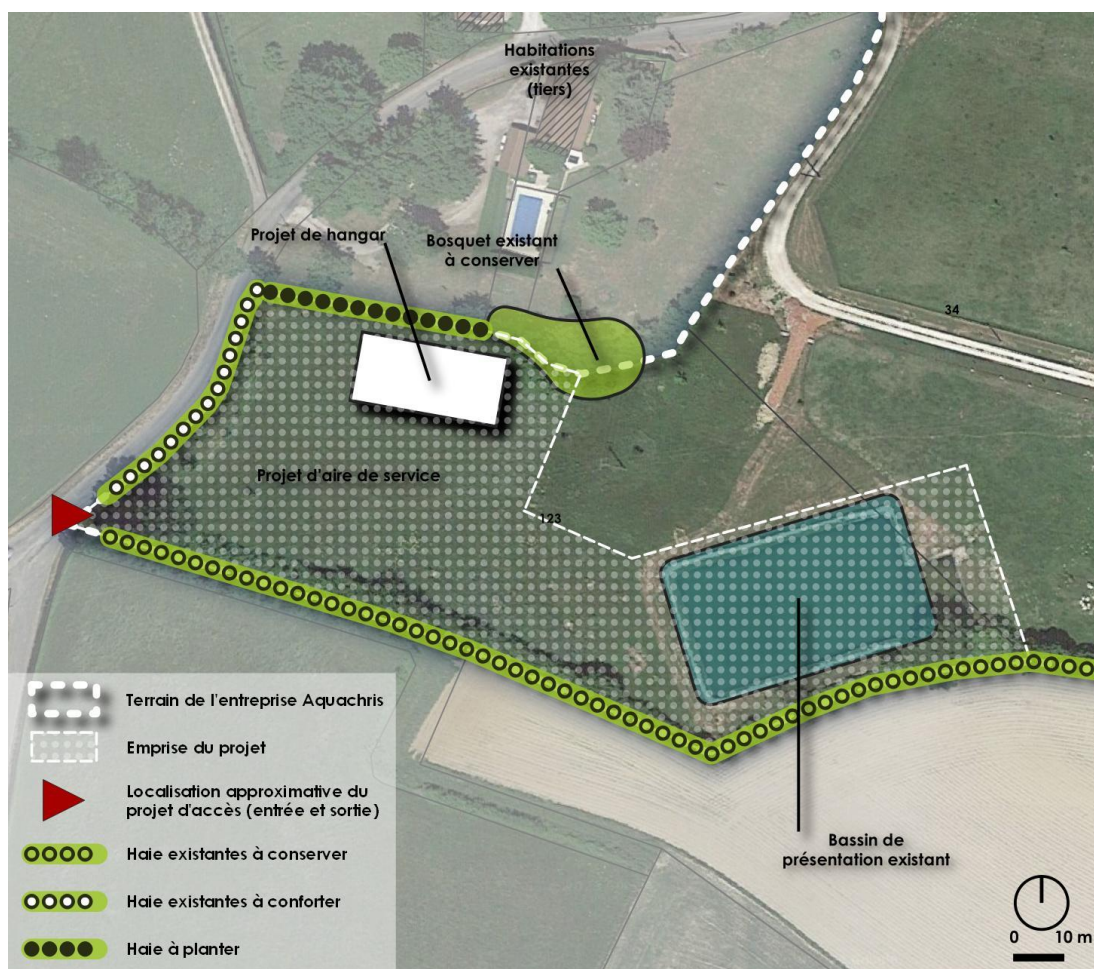 Habitations
existantes
(tiers)
Projet de hangar
Bosquet existant
à conserver
34
Projet d'aire de service
123
Terrain de l'entreprise Aquachris
Emprise du projet
Localisation approximative du
projet d'accès (entrée et sortie)
Haie existantes à conserver
Haie existantes à conforter
Haie à planter
Bassin de
présentation existant
0 10 m